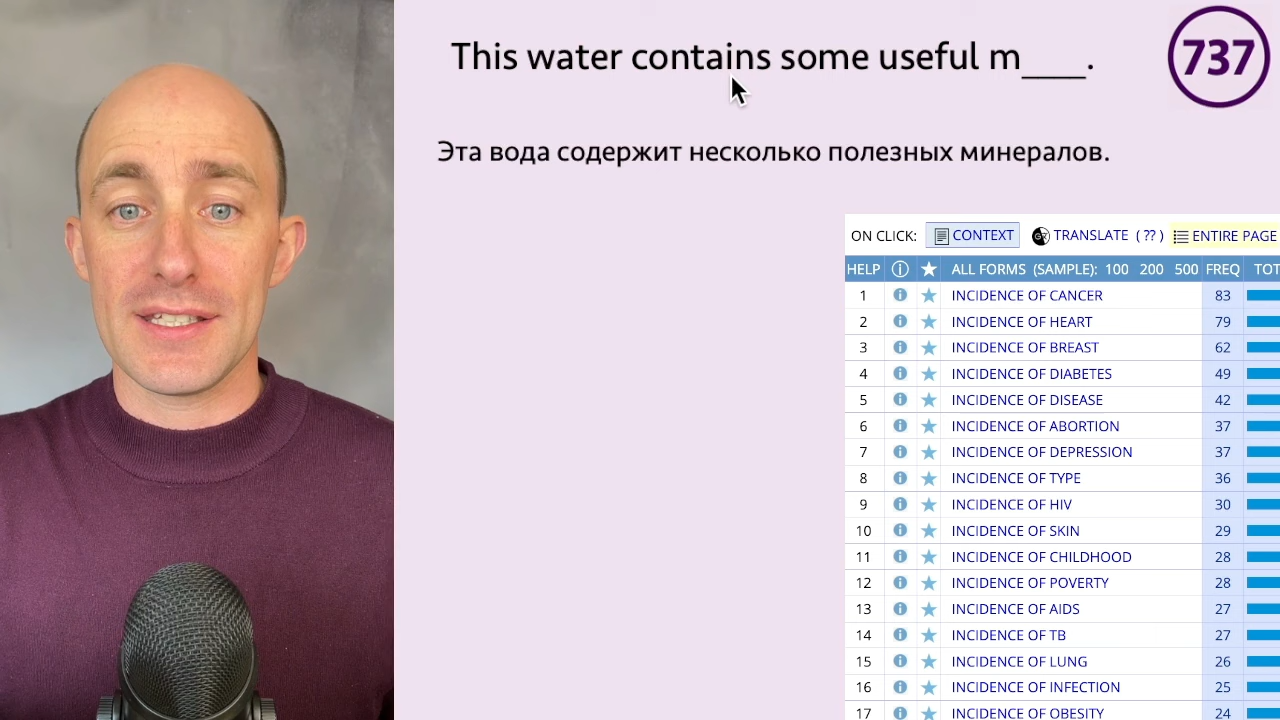 This water contains some useful m____.
737
Эта вода содержит несколько полезных минералов.
ON CLICK: CONTEXT TRANSLATE ( ?? ) ENTIRE PAGE
HELP ALL FORMS (SAMPLE): 100 200 500 FREQ TOT
1 INCIDENCE OF CANCER 83
2 INCIDENCE OF HEART 79
3 INCIDENCE OF BREAST 62
4 INCIDENCE OF DIABETES 49
5 INCIDENCE OF DISEASE 42
6 INCIDENCE OF ABORTION 37
7 INCIDENCE OF DEPRESSION 37
8 INCIDENCE OF TYPE 36
9 INCIDENCE OF HIV 30
10 INCIDENCE OF SKIN 29
11 INCIDENCE OF CHILDHOOD 28
12 INCIDENCE OF POVERTY 28
13 INCIDENCE OF AIDS 27
14 INCIDENCE OF TB 27
15 INCIDENCE OF LUNG 26
16 INCIDENCE OF INFECTION 25
17 INCIDENCE OF OBESITY 24